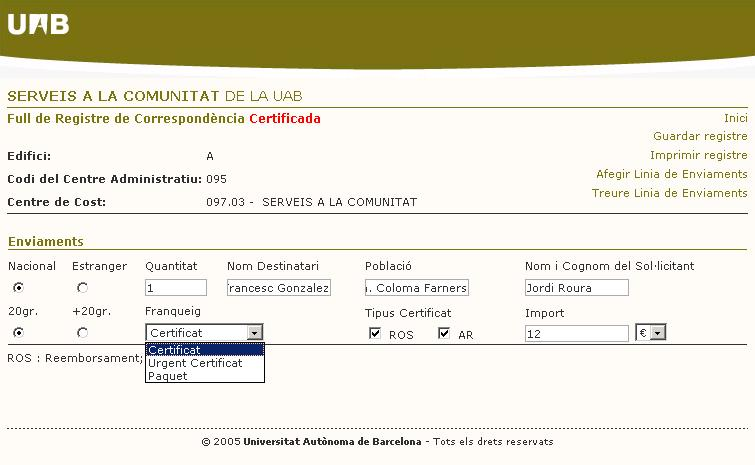 UAB
SERVEIS A LA COMUNITAT DE LA UAB
Full de Registre de Correspondència Certificada
Inici
Guardar registre
Imprimir registre
Afegir Linia de Enviaments
Treure Linia de Enviaments
Edifici: A
Codi del Centre Administratiu: 095
Centre de Cost: 097.03 - SERVEIS A LA COMUNITAT
Enviaments
Nacional Estranger Quantitat Nom Destinatari Població Nom i Cognom del Sol·licitant
1 rancesc Gonzalez . Coloma Farners Jordi Roura
20gr. +20gr. Franqueig Tipus Certificat Import
Certificat ROS AR 12 €
Certificat
Urgent Certificat
Paquet
ROS : Reemborsament;
© 2005 Universitat Autònoma de Barcelona - Tots els drets reservats